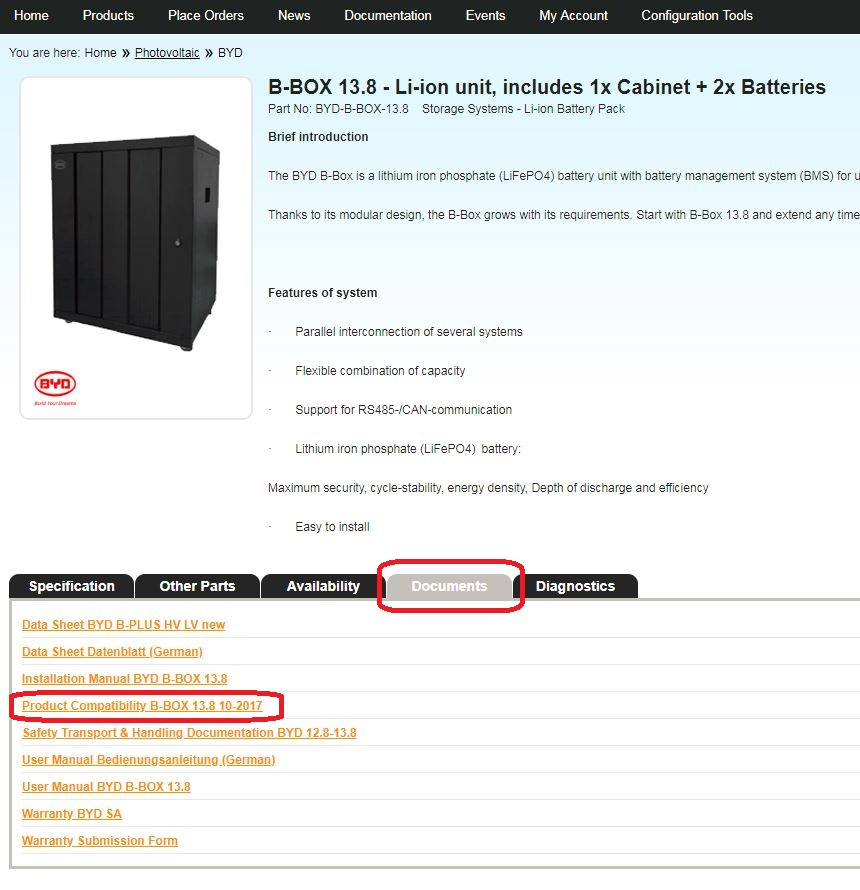 Home Products Place Orders News Documentation Events My Account Configuration Tools
You are here: Home » Photovoltaic » BYD
B-BOX 13.8 - Li-ion unit, includes 1x Cabinet + 2x Batteries
Part No: BYD-B-BOX-13.8 Storage Systems - Li-ion Battery Pack
Brief introduction
The BYD B-Box is a lithium iron phosphate (LiFePO4) battery unit with battery management system (BMS) for u
Thanks to its modular design, the B-Box grows with its requirements. Start with B-Box 13.8 and extend any time
Features of system
· Parallel interconnection of several systems
· Flexible combination of capacity
· Support for RS485-/CAN-communication
BYD
Build Your Dreams
· Lithium iron phosphate (LiFePO4) battery:
Maximum security, cycle-stability, energy density, Depth of discharge and efficiency
· Easy to install
Specification Other Parts Availability Documents Diagnostics
Data Sheet BYD B-PLUS HV LV new
Data Sheet Datenblatt (German)
Installation Manual BYD B-BOX 13.8
Product Compatibility B-BOX 13.8 10-2017
Safety Transport & Handling Documentation BYD 12.8-13.8
User Manual Bedienungsanleitung (German)
User Manual BYD B-BOX 13.8
Warranty BYD SA
Warranty Submission Form